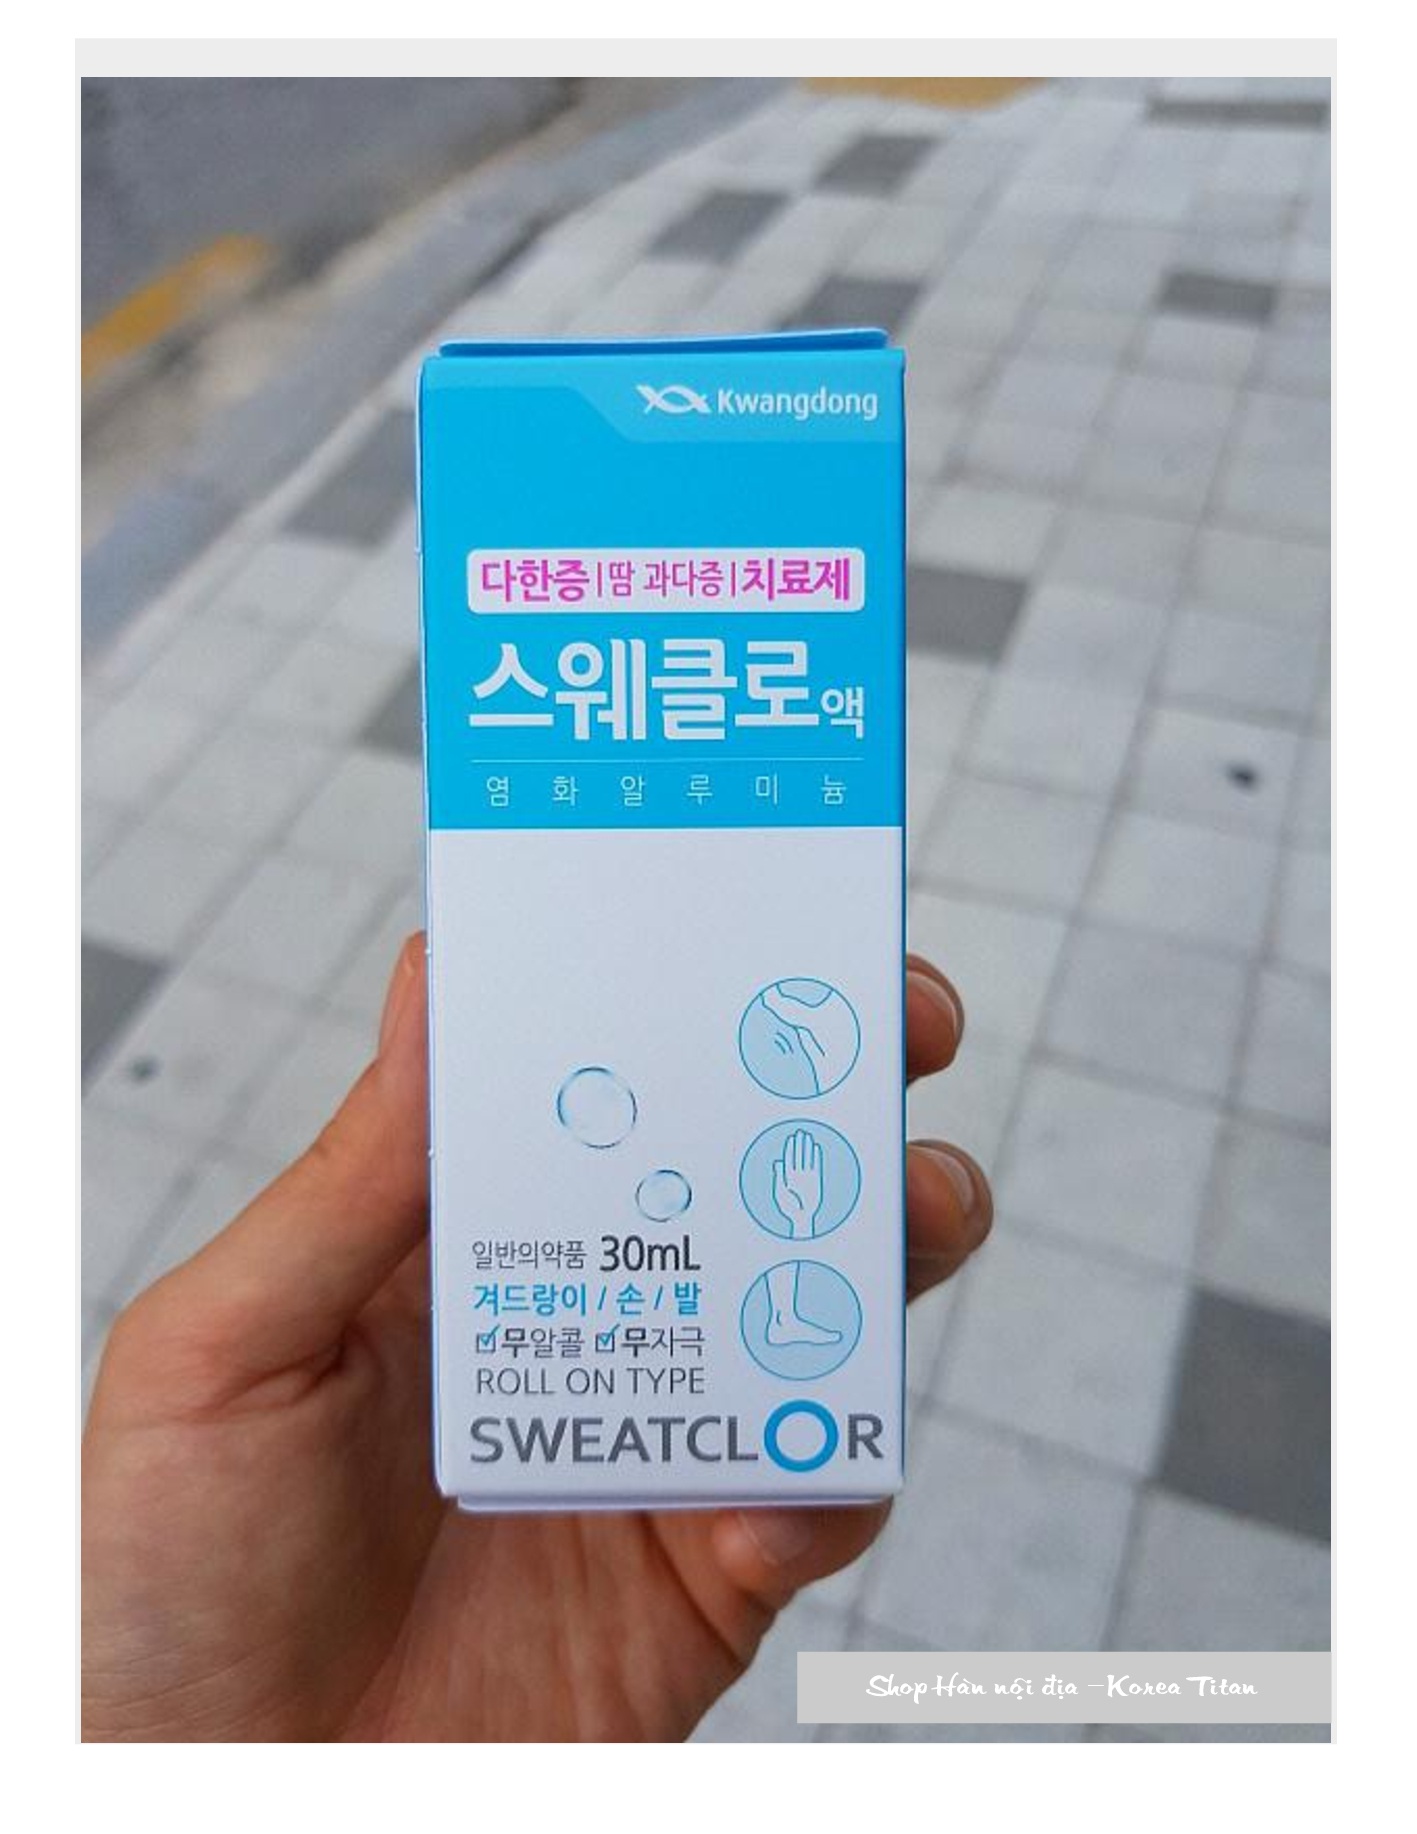 Kwangdong
다한증|땀 과다증|치료제
스웨클로액
염화알루미늄
일반의약품 30mL
겨드랑이 / 손 / 발
☑무알콜 ☑무자극
ROLL ON TYPE
SWEATCLOR
Shop Hàn nội địa -Korea Titan